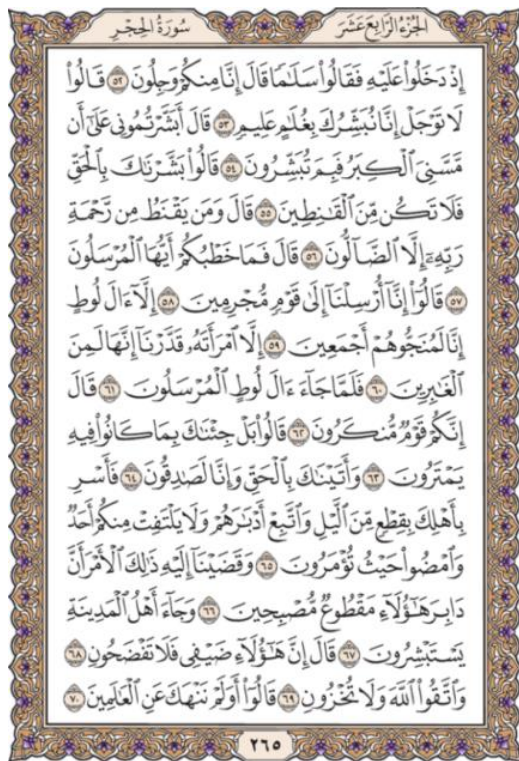 الجزء الرابع عشر
سورة الحجر
إِذْ دَخَلُوا۟ عَلَيْهِ فَقَالُوا۟ سَلَـٰمًا قَالَ إِنَّا مِنكُمْ وَجِلُونَ ٥٢ قَالُوا۟
لَا تَوْجَلْ إِنَّا نُبَشِّرُكَ بِغُلَـٰمٍ عَلِيمٍ ٥٣ قَالَ أَبَشَّرْتُمُونِى عَلَىٰٓ أَن
مَّسَّنِىَ ٱلْكِبَرُ فَبِمَ تُبَشِّرُونَ ٥٤ قَالُوا۟ بَشَّرْنَـٰكَ بِٱلْحَقِّ
فَلَا تَكُن مِّنَ ٱلْقَـٰنِطِينَ ٥٥ قَالَ وَمَن يَقْنَطُ مِن رَّحْمَةِ
رَبِّهِۦٓ إِلَّا ٱلضَّآلُّونَ ٥٦ قَالَ فَمَا خَطْبُكُمْ أَيُّهَا ٱلْمُرْسَلُونَ
٥٧ قَالُوٓا۟ إِنَّآ أُرْسِلْنَآ إِلَىٰ قَوْمٍ مُّجْرِمِينَ ٥٨ إِلَّآ ءَالَ لُوطٍ
إِنَّا لَمُنَجُّوهُمْ أَجْمَعِينَ ٥٩ إِلَّا ٱمْرَأَتَهُۥ قَدَّرْنَآ إِنَّهَا لَمِنَ
ٱلْغَـٰبِرِينَ ٦٠ فَلَمَّا جَآءَ ءَالَ لُوطٍ ٱلْمُرْسَلُونَ ٦١ قَالَ
إِنَّكُمْ قَوْمٌ مُّنكَرُونَ ٦٢ قَالُوا۟ بَلْ جِئْنَـٰكَ بِمَا كَانُوا۟ فِيهِ
يَمْتَرُونَ ٦٣ وَأَتَيْنَـٰكَ بِٱلْحَقِّ وَإِنَّا لَصَـٰدِقُونَ ٦٤ فَأَسْرِ
بِأَهْلِكَ بِقِطْعٍ مِّنَ ٱلَّيْلِ وَٱتَّبِعْ أَدْبَـٰرَهُمْ وَلَا يَلْتَفِتْ مِنكُمْ أَحَدٌ
وَٱمْضُوا۟ حَيْثُ تُؤْمَرُونَ ٦٥ وَقَضَيْنَآ إِلَيْهِ ذَٰلِكَ ٱلْأَمْرَ أَنَّ
دَابِرَ هَـٰٓؤُلَآءِ مَقْطُوعٌ مُّصْبِحِينَ ٦٦ وَجَآءَ أَهْلُ ٱلْمَدِينَةِ
يَسْتَبْشِرُونَ ٦٧ قَالَ إِنَّ هَـٰٓؤُلَآءِ ضَيْفِى فَلَا تَفْضَحُونِ ٦٨
وَٱتَّقُوا۟ ٱللَّهَ وَلَا تُخْزُونِ ٦٩ قَالُوٓا۟ أَوَلَمْ نَنْهَكَ عَنِ ٱلْعَـٰلَمِينَ ٧٠
٢٦٥